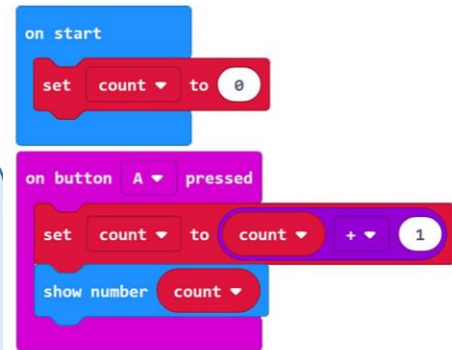 on start
set count to 0
on button A pressed
set count to count + 1
show number count